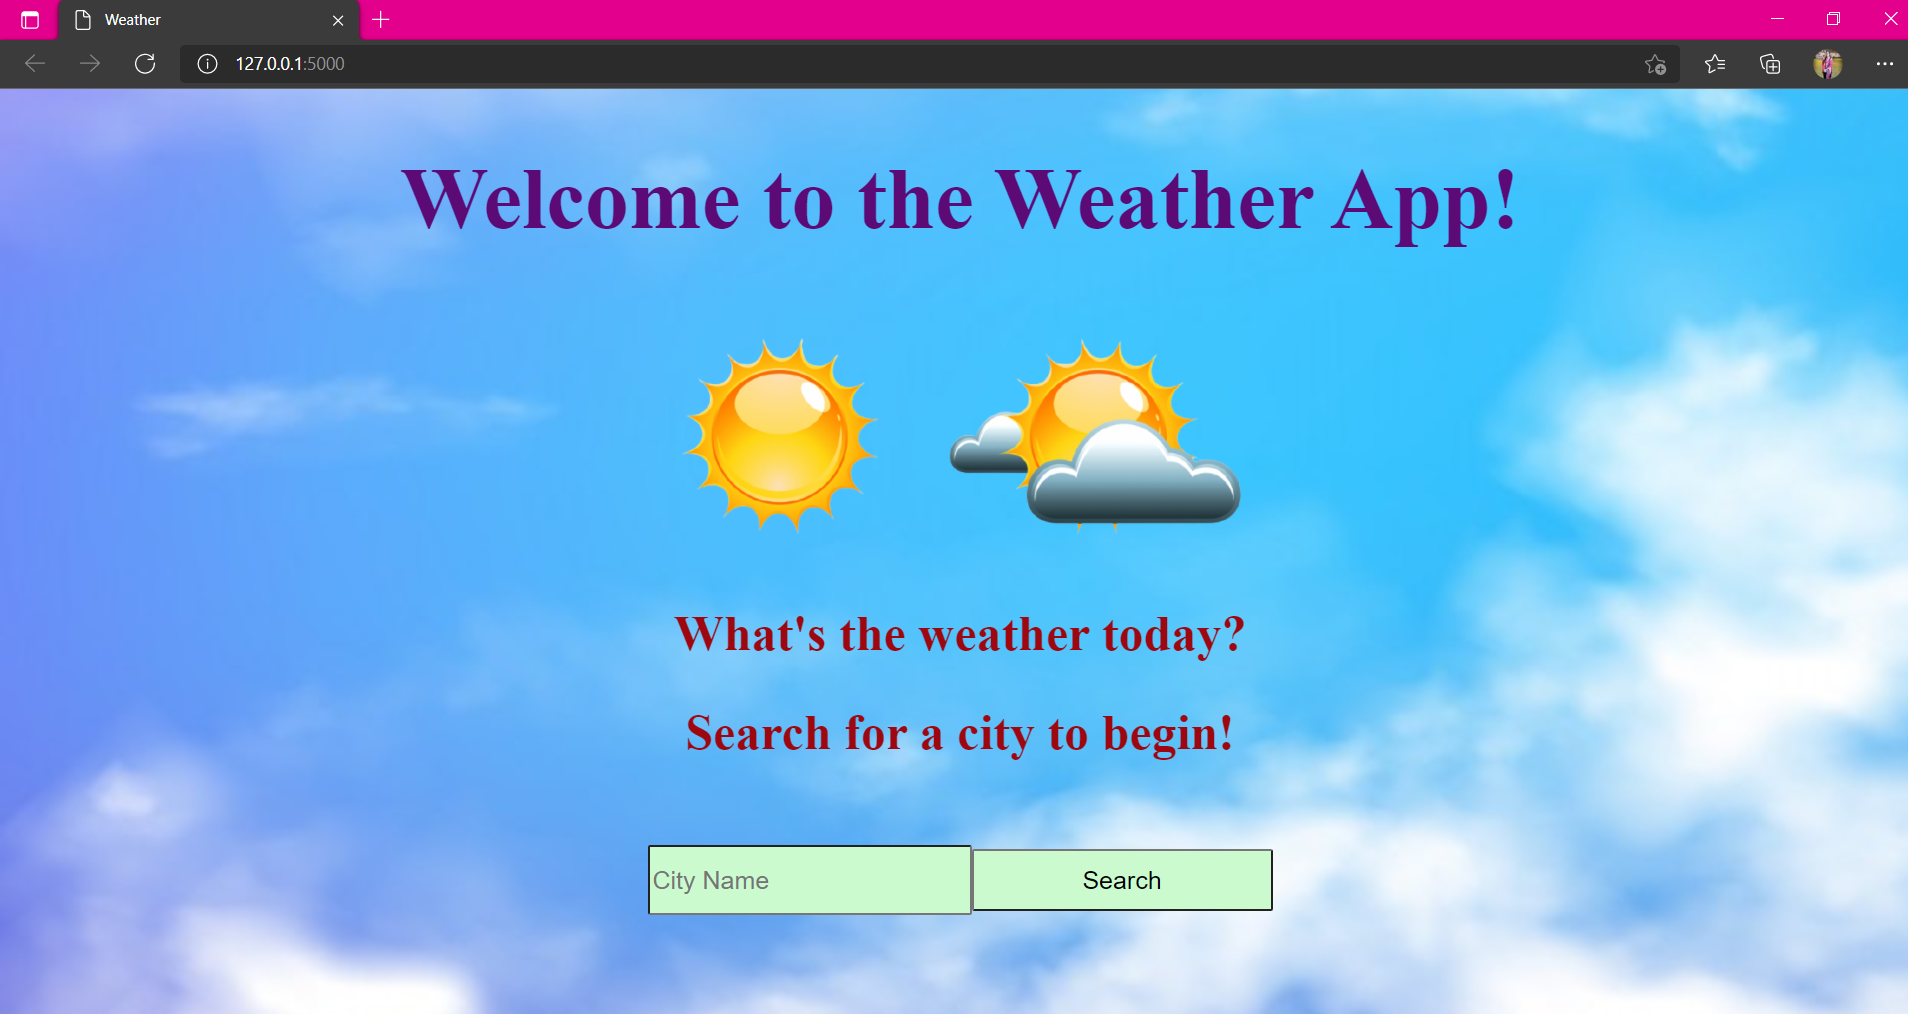 Weather
127.0.0.1:5000
Welcome to the Weather App!
What's the weather today?
Search for a city to begin!
City Name
Search